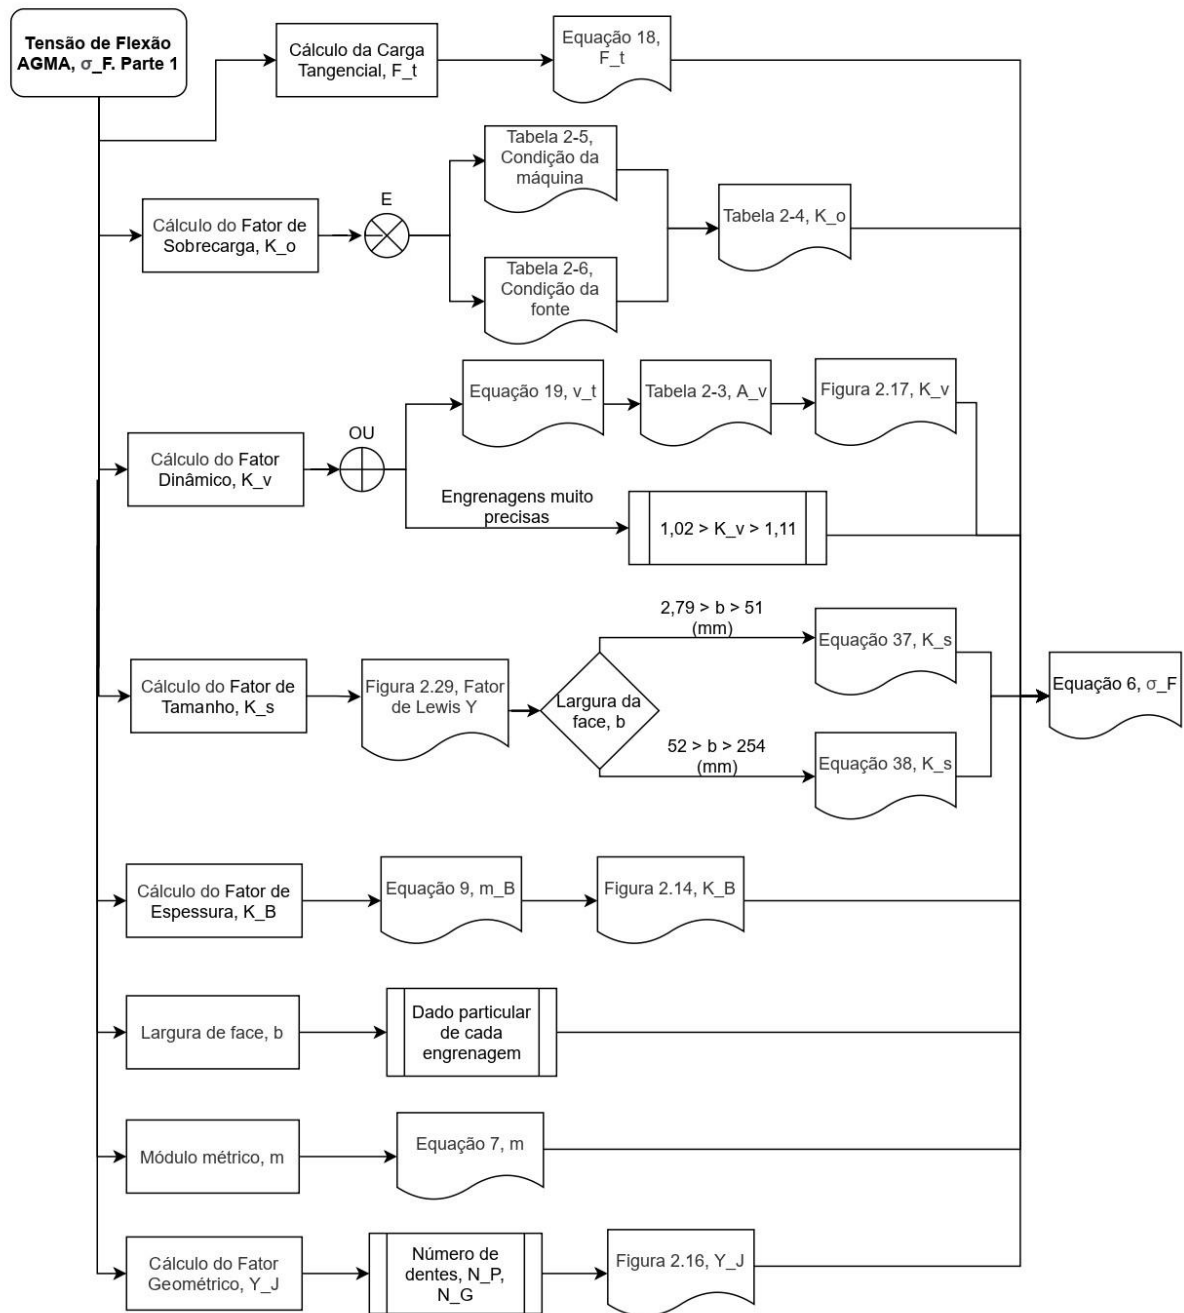 Tensão de Flexão
AGMA, σ_F. Parte 1
Cálculo da Carga
Tangencial, F_t
Equação 18,
F_t
Cálculo do Fator de
Sobrecarga, K_o
E
Tabela 2-5,
Condição da
máquina
Tabela 2-6,
Condição da
fonte
Tabela 2-4, K_o
Cálculo do Fator
Dinâmico, K_v
OU
Equação 19, v_t
Tabela 2-3, A_v
Figura 2.17, K_v
Engrenagens muito
precisas
1,02 > K_v > 1,11
Cálculo do Fator de
Tamanho, K_s
Figura 2.29, Fator
de Lewis Y
Largura da
face, b
2,79 > b > 51
(mm)
Equação 37, K_s
52 > b > 254
(mm)
Equação 38, K_s
Equação 6, σ_F
Cálculo do Fator de
Espessura, K_B
Equação 9, m_B
Figura 2.14, K_B
Largura de face, b
Dado particular
de cada
engrenagem
Módulo métrico, m
Equação 7, m
Cálculo do Fator
Geométrico, Y_J
Número de
dentes, N_P,
N_G
Figura 2.16, Y_J